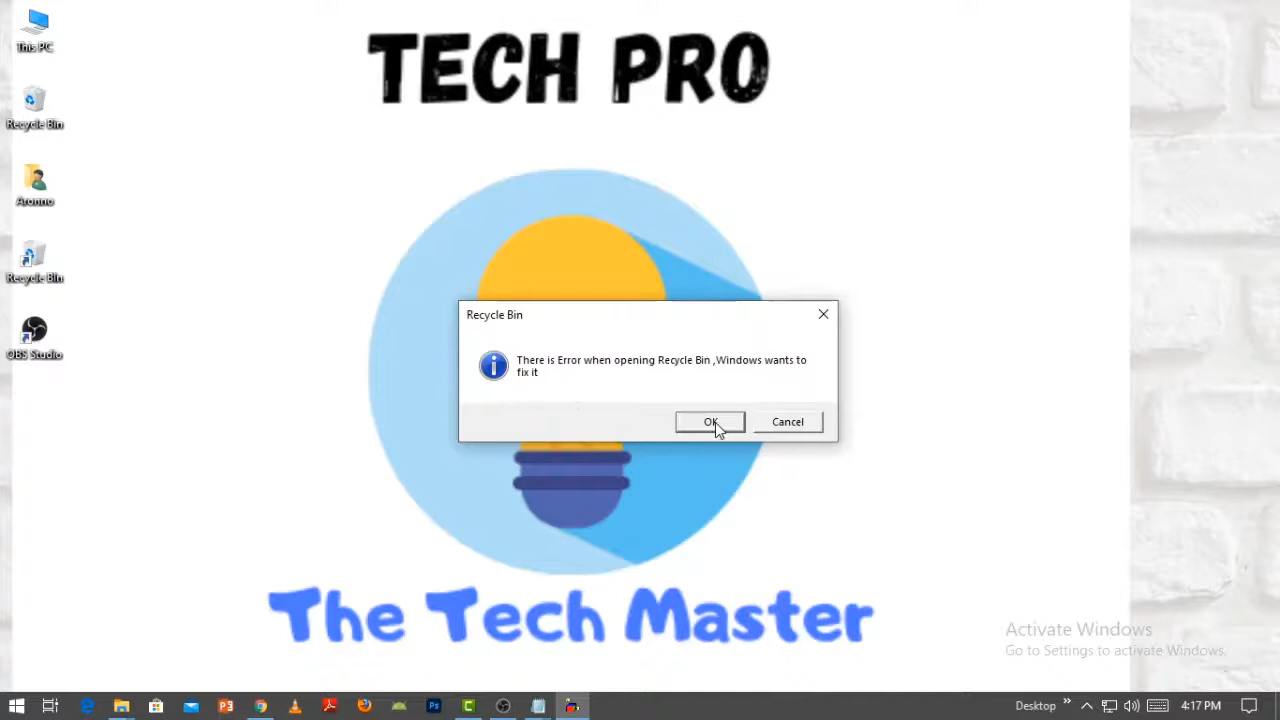 TECH PRO
This PC
Recycle Bin
Aronno
Recycle Bin
OBS Studio
Recycle Bin
There is Error when opening Recycle Bin ,Windows wants to
fix it
OK
Cancel
The Tech Master
Activate Windows
Go to Settings to activate Windows.
Desktop
4:17 PM